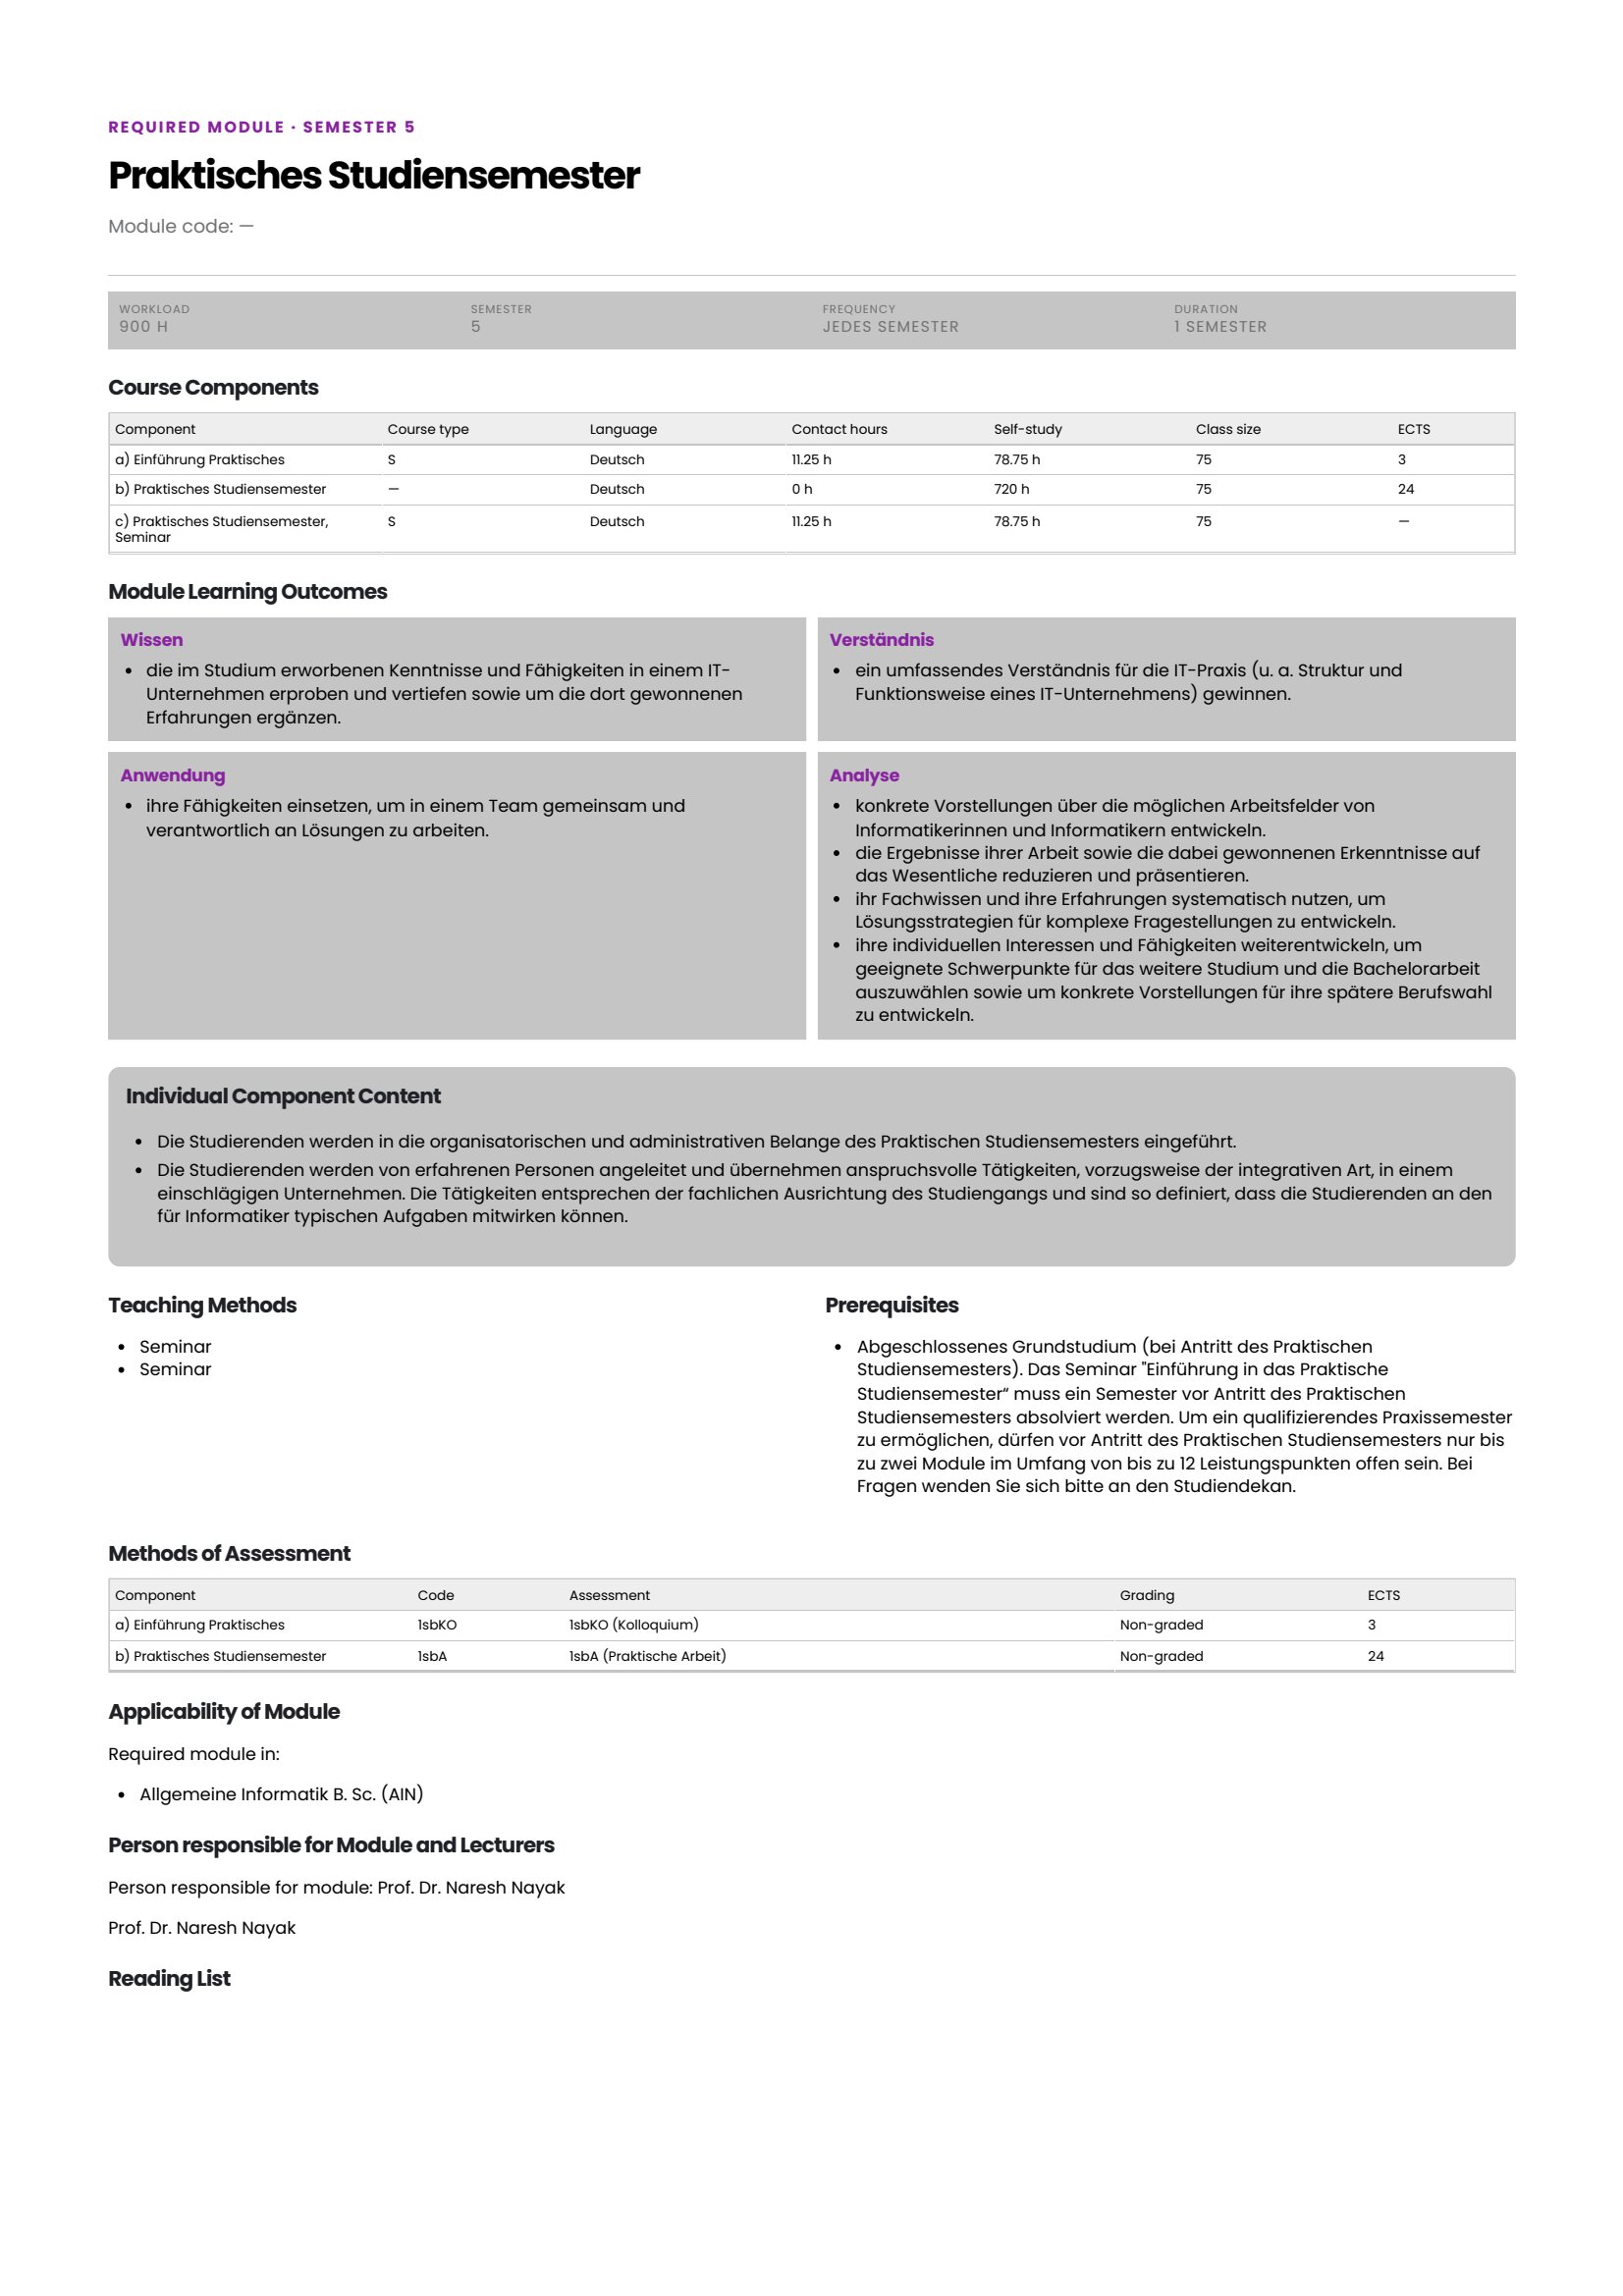 REQUIRED MODULE · SEMESTER 5
Praktisches Studiensemester
Module code: —
WORKLOAD SEMESTER FREQUENCY DURATION
900 H 5 JEDES SEMESTER 1 SEMESTER
Course Components
Component Course type Language Contact hours Self-study Class size ECTS
a) Einführung Praktisches S Deutsch 11.25 h 78.75 h 75 3
b) Praktisches Studiensemester — Deutsch 0 h 720 h 75 24
c) Praktisches Studiensemester, S Deutsch 11.25 h 78.75 h 75 —
Seminar
Module Learning Outcomes
Wissen
• die im Studium erworbenen Kenntnisse und Fähigkeiten in einem IT-
Unternehmen erproben und vertiefen sowie um die dort gewonnenen
Erfahrungen ergänzen.
Verständnis
• ein umfassendes Verständnis für die IT-Praxis (u. a. Struktur und
Funktionsweise eines IT-Unternehmens) gewinnen.
Anwendung
• ihre Fähigkeiten einsetzen, um in einem Team gemeinsam und
verantwortlich an Lösungen zu arbeiten.
Analyse
• konkrete Vorstellungen über die möglichen Arbeitsfelder von
Informatikerinnen und Informatikern entwickeln.
• die Ergebnisse ihrer Arbeit sowie die dabei gewonnenen Erkenntnisse auf
das Wesentliche reduzieren und präsentieren.
• ihr Fachwissen und ihre Erfahrungen systematisch nutzen, um
Lösungsstrategien für komplexe Fragestellungen zu entwickeln.
• ihre individuellen Interessen und Fähigkeiten weiterentwickeln, um
geeignete Schwerpunkte für das weitere Studium und die Bachelorarbeit
auszuwählen sowie um konkrete Vorstellungen für ihre spätere Berufswahl
zu entwickeln.
Individual Component Content
• Die Studierenden werden in die organisatorischen und administrativen Belange des Praktischen Studiensemesters eingeführt.
• Die Studierenden werden von erfahrenen Personen angeleitet und übernehmen anspruchsvolle Tätigkeiten, vorzugsweise der integrativen Art, in einem
einschlägigen Unternehmen. Die Tätigkeiten entsprechen der fachlichen Ausrichtung des Studiengangs und sind so definiert, dass die Studierenden an den
für Informatiker typischen Aufgaben mitwirken können.
Teaching Methods
• Seminar
• Seminar
Prerequisites
• Abgeschlossenes Grundstudium (bei Antritt des Praktischen
Studiensemesters). Das Seminar "Einführung in das Praktische
Studiensemester“ muss ein Semester vor Antritt des Praktischen
Studiensemesters absolviert werden. Um ein qualifizierendes Praxissemester
zu ermöglichen, dürfen vor Antritt des Praktischen Studiensemesters nur bis
zu zwei Module im Umfang von bis zu 12 Leistungspunkten offen sein. Bei
Fragen wenden Sie sich bitte an den Studiendekan.
Methods of Assessment
Component Code Assessment Grading ECTS
a) Einführung Praktisches 1sbKO 1sbKO (Kolloquium) Non-graded 3
b) Praktisches Studiensemester 1sbA 1sbA (Praktische Arbeit) Non-graded 24
Applicability of Module
Required module in:
• Allgemeine Informatik B. Sc. (AIN)
Person responsible for Module and Lecturers
Person responsible for module: Prof. Dr. Naresh Nayak
Prof. Dr. Naresh Nayak
Reading List